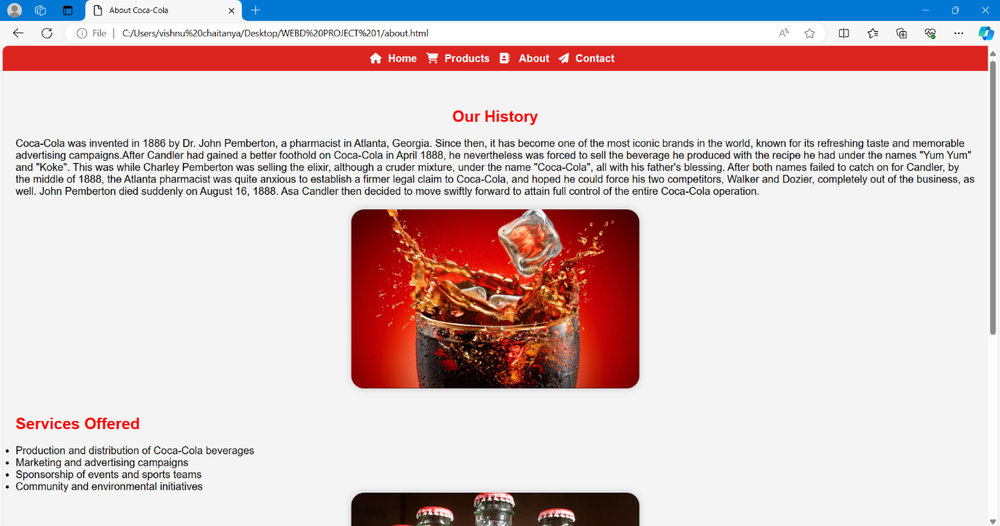 About Coca-Cola
File
C:/Users/vishnu%20chaitanya/Desktop/WEBD%20PROJECT%201/about.html
Home Products About Contact
Our History
Coca-Cola was invented in 1886 by Dr. John Pemberton, a pharmacist in Atlanta, Georgia. Since then, it has become one of the most iconic brands in the world, known for its refreshing taste and memorable
advertising campaigns.After Candler had gained a better foothold on Coca-Cola in April 1888, he nevertheless was forced to sell the beverage he produced with the recipe he had under the names "Yum Yum"
and "Koke". This was while Charley Pemberton was selling the elixir, although a cruder mixture, under the name "Coca-Cola", all with his father's blessing. After both names failed to catch on for Candler, by
the middle of 1888, the Atlanta pharmacist was quite anxious to establish a firmer legal claim to Coca-Cola, and hoped he could force his two competitors, Walker and Dozier, completely out of the business, as
well. John Pemberton died suddenly on August 16, 1888. Asa Candler then decided to move swiftly forward to attain full control of the entire Coca-Cola operation.
Services Offered
Production and distribution of Coca-Cola beverages
Marketing and advertising campaigns
Sponsorship of events and sports teams
Community and environmental initiatives